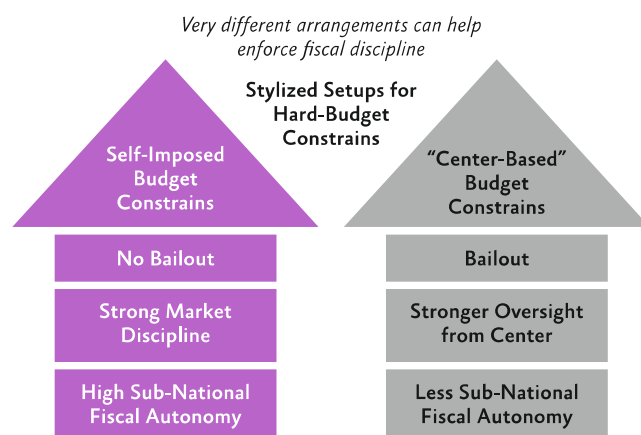 Very different arrangements can help
enforce fiscal discipline
Stylized Setups for
Hard-Budget
Constrains
Self-Imposed
Budget
Constrains
No Bailout
Strong Market
Discipline
High Sub-National
Fiscal Autonomy
“Center-Based”
Budget
Constrains
Bailout
Stronger Oversight
from Center
Less Sub-National
Fiscal Autonomy